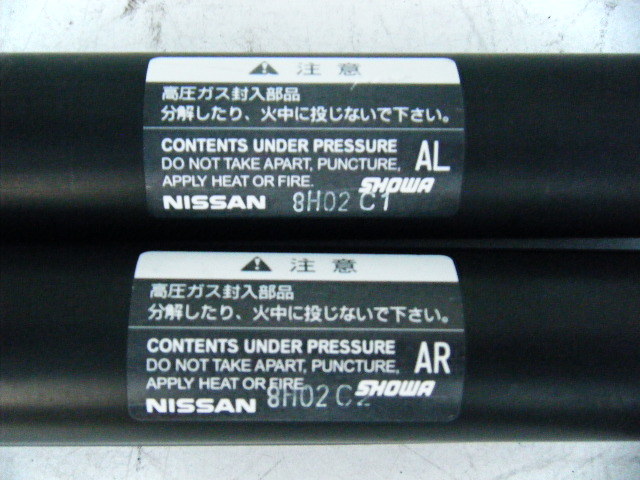 ⚠ 注意
高圧ガス封入部品
分解したり、火中に投じないで下さい。
CONTENTS UNDER PRESSURE
DO NOT TAKE APART, PUNCTURE, AL
APPLY HEAT OR FIRE. SHOWA
NISSAN 8H02 C1
⚠ 注意
高圧ガス封入部品
分解したり、火中に投じないで下さい。
CONTENTS UNDER PRESSURE
DO NOT TAKE APART, PUNCTURE, AR
APPLY HEAT OR FIRE. SHOWA
NISSAN 8H02 C2